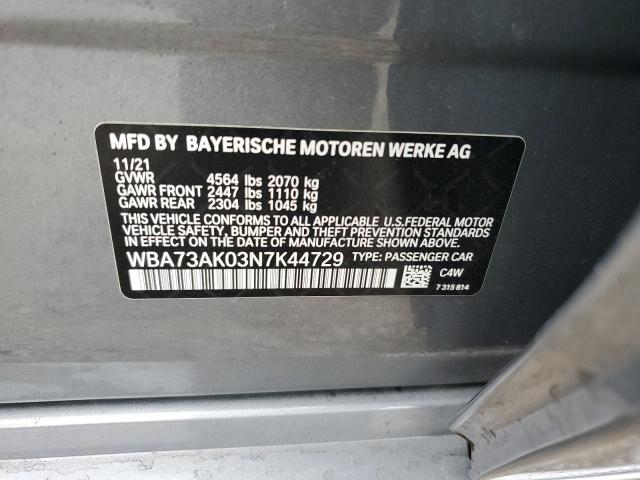 MFD BY BAYERISCHE MOTOREN WERKE AG
11/21
GVWR 4564 lbs 2070 kg
GAWR FRONT 2447 lbs 1110 kg
GAWR REAR 2304 lbs 1045 kg
THIS VEHICLE CONFORMS TO ALL APPLICABLE U.S.FEDERAL MOTOR
VEHICLE SAFETY, BUMPER AND THEFT PREVENTION STANDARDS
IN EFFECT ON THE DATE OF MANUFACTURE SHOWN ABOVE.
WBA73AK03N7K44729 TYPE: PASSENGER CAR
C4W
7 315 814